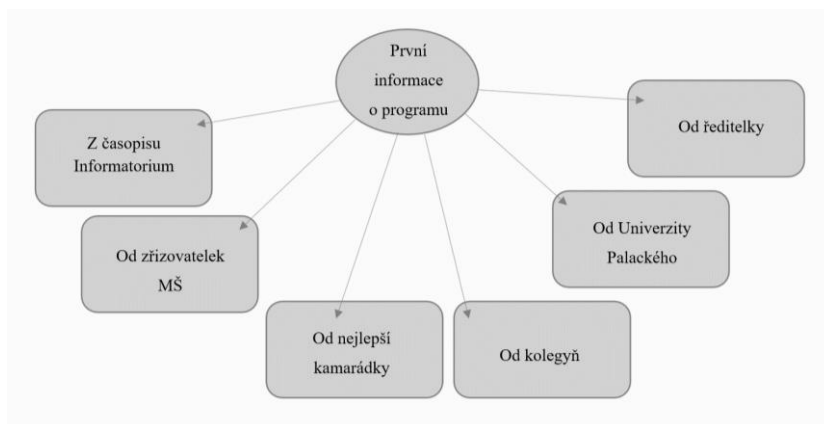 První
informace
o programu
Z časopisu
Informatorium
Od ředitelky
Od zřizovatelek
MŠ
Od Univerzity
Palackého
Od nejlepší
kamarádky
Od kolegyň